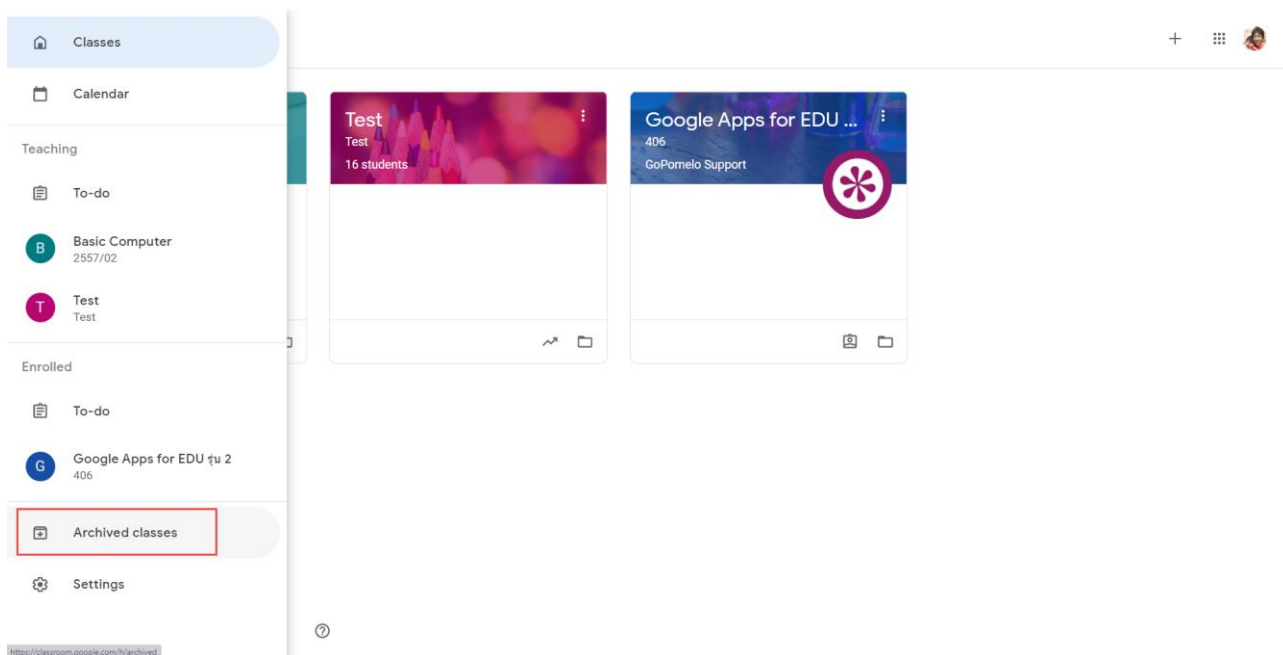 Classes
Calendar
Teaching
To-do
B
Basic Computer
2557/02
T
Test
Test
Enrolled
To-do
G
Google Apps for EDU รุ่น 2
406
Archived classes
Settings
https://classroom.google.com/h/archived
Test
Test
16 students
Google Apps for EDU ...
406
GoPomelo Support